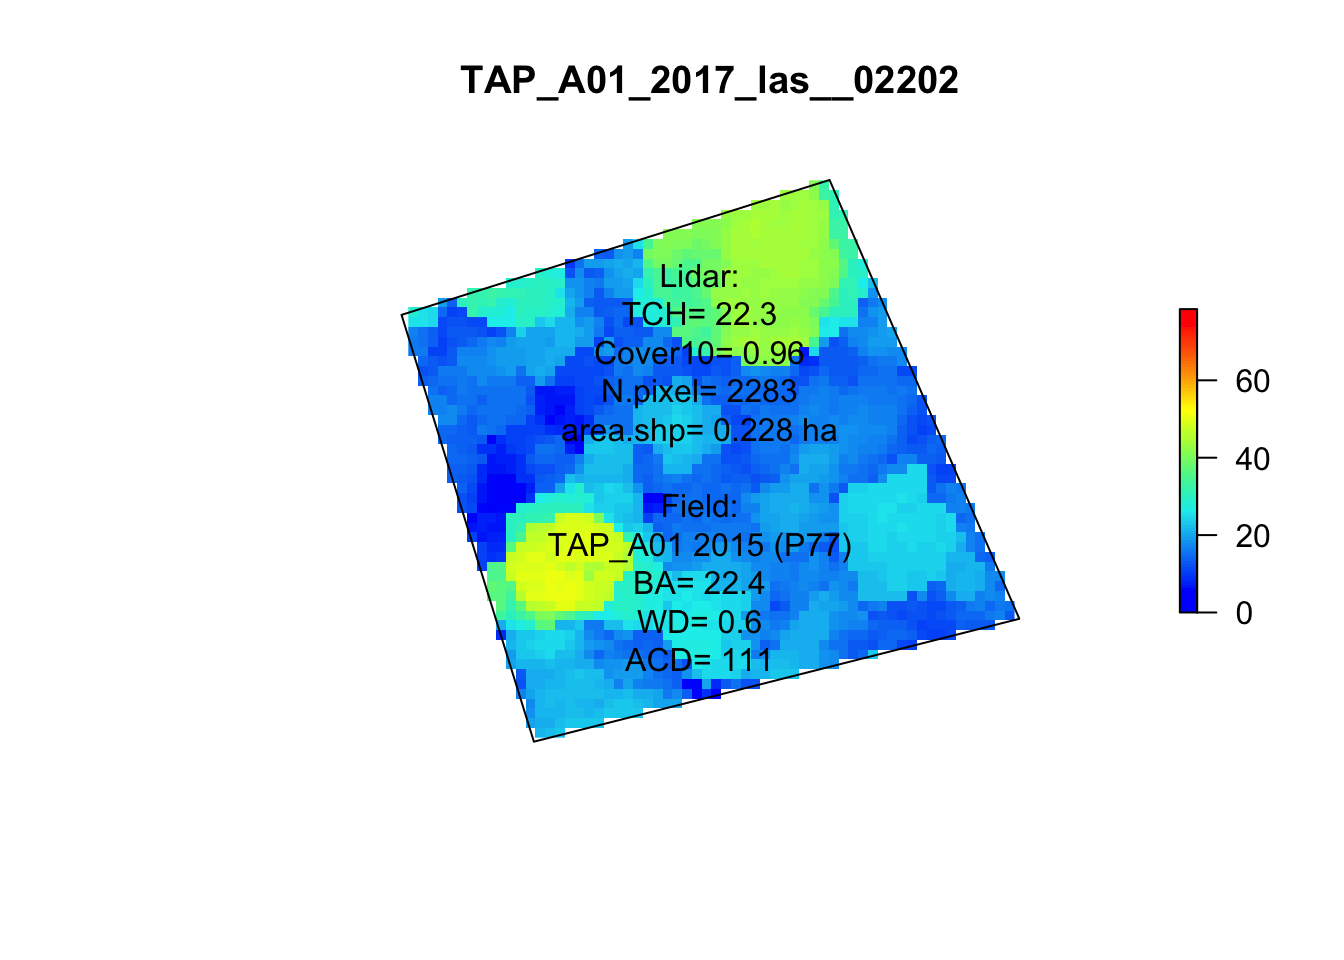 TAP_A01_2017_las__02202
Lidar:
TCH= 22.3
Cover10= 0.96
N.pixel= 2283
area.shp= 0.228 ha
Field:
TAP_A01 2015 (P77)
BA= 22.4
WD= 0.6
ACD= 111
60
40
20
0